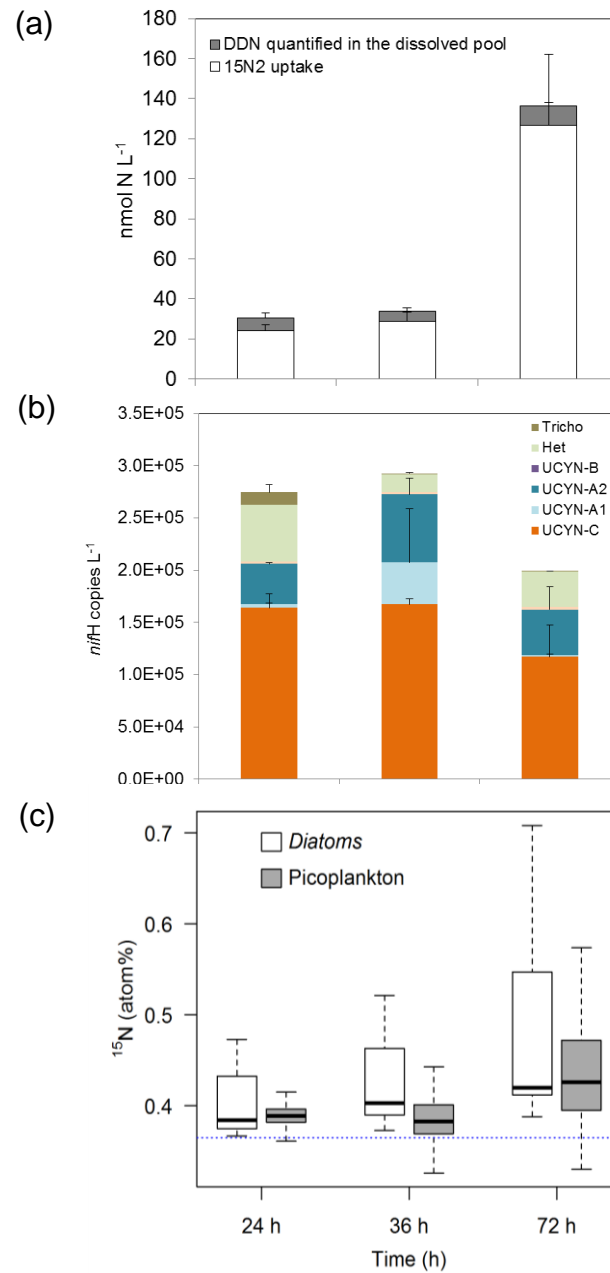 (a)
180
160
140
120
100
80
60
40
20
0
nmol N L-1
DDN quantified in the dissolved pool
15N2 uptake
(b)
3.5E+05
3.0E+05
2.5E+05
2.0E+05
1.5E+05
1.0E+05
5.0E+04
0.0E+00
nifH copies L-1
Tricho
Het
UCYN-B
UCYN-A2
UCYN-A1
UCYN-C
(c)
0.7
0.6
0.5
0.4
15N (atom%)
Diatoms
Picoplankton
24 h 36 h 72 h
Time (h)